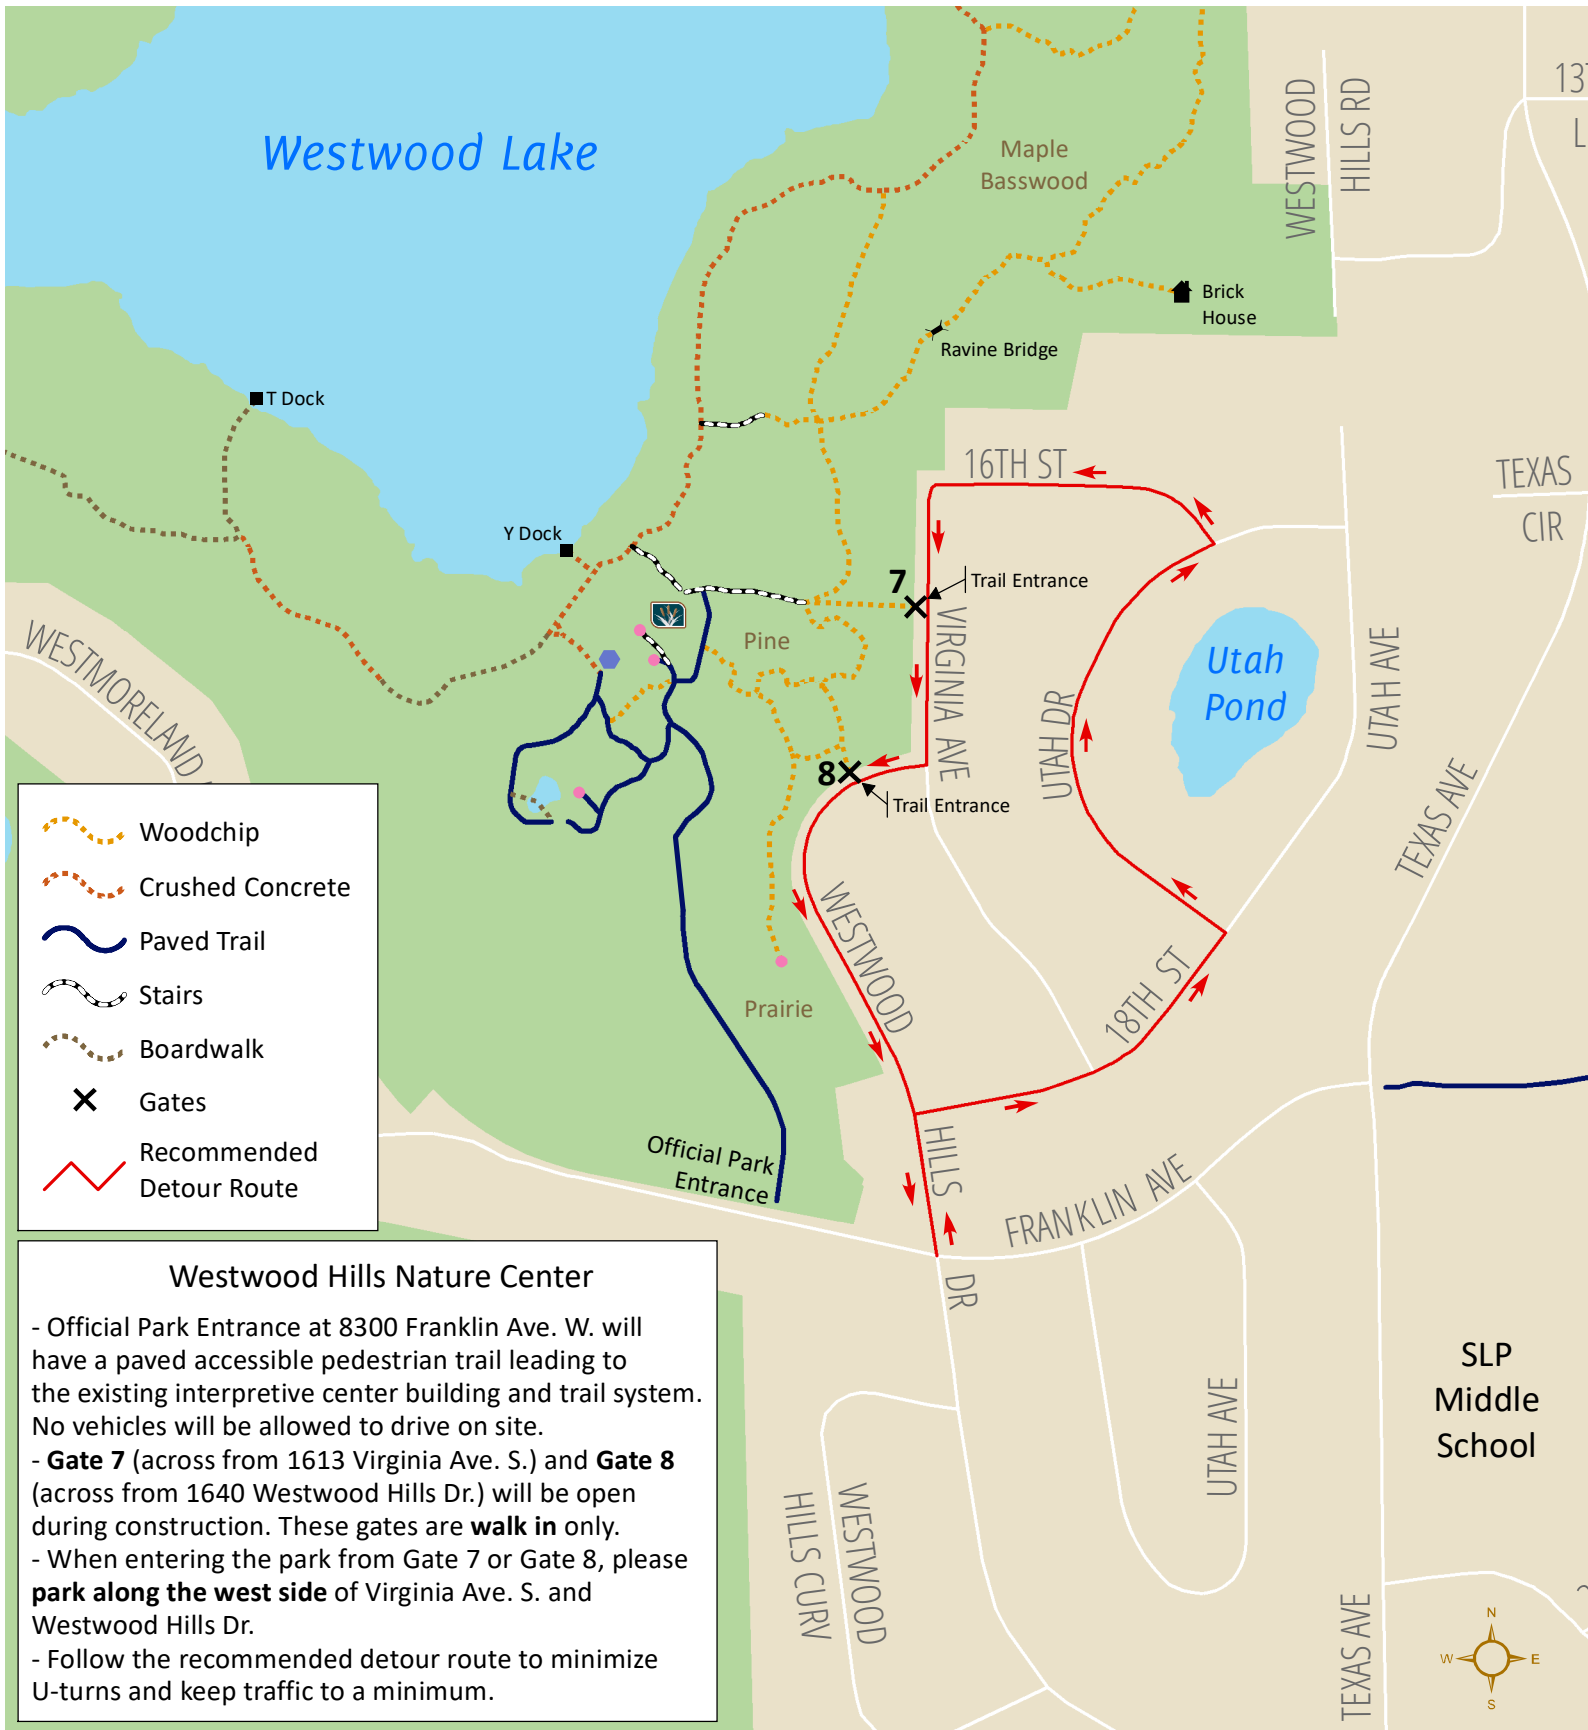 Westwood Lake
Maple
Basswood
WESTWOOD
HILLS RD
Brick
House
Ravine Bridge
T Dock
16TH ST
TEXAS
CIR
Y Dock
7
Trail Entrance
VIRGINIA AVE
Pine
WESTMORELAND
Utah
Pond
UTAH AVE
UTAH DR
8
Trail Entrance
TEXAS AVE
WESTWOOD
18TH ST
Prairie
Woodchip
Crushed Concrete
Paved Trail
Stairs
Boardwalk
Gates
Recommended
Detour Route
Official Park
Entrance
HILLS
FRANKLIN AVE
DR
Westwood Hills Nature Center
- Official Park Entrance at 8300 Franklin Ave. W. will
have a paved accessible pedestrian trail leading to
the existing interpretive center building and trail system.
No vehicles will be allowed to drive on site.
- Gate 7 (across from 1613 Virginia Ave. S.) and Gate 8
(across from 1640 Westwood Hills Dr.) will be open
during construction. These gates are walk in only.
- When entering the park from Gate 7 or Gate 8, please
park along the west side of Virginia Ave. S. and
Westwood Hills Dr.
- Follow the recommended detour route to minimize
U-turns and keep traffic to a minimum.
SLP
Middle
School
UTAH AVE
WESTWOOD
HILLS CURV
TEXAS AVE
N
W
E
S